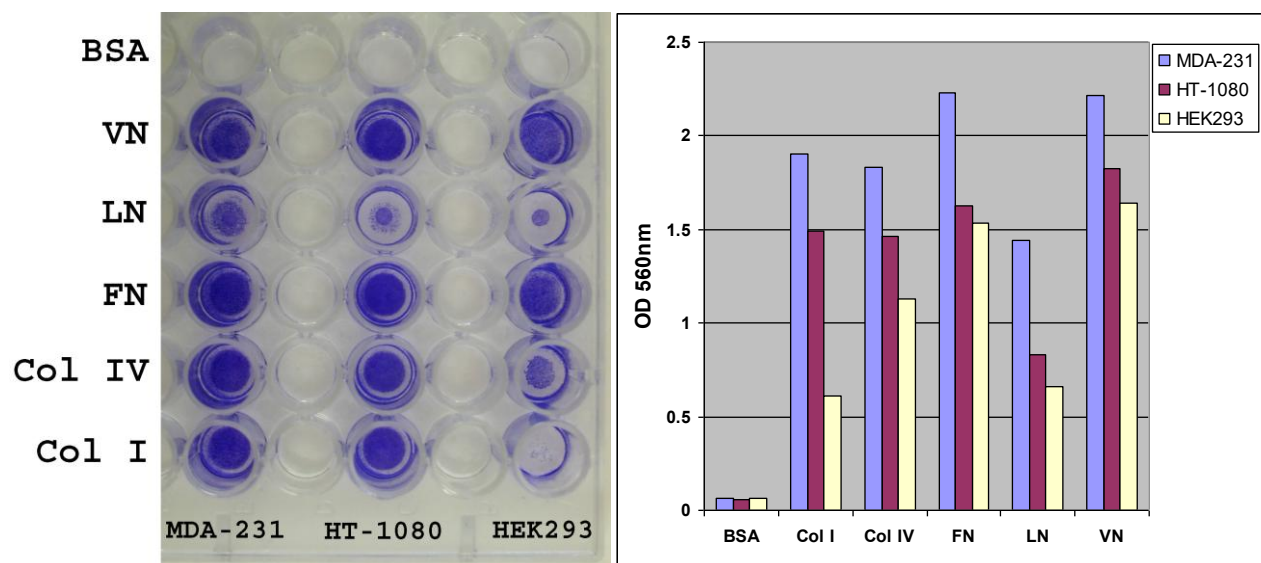 BSA
VN
LN
FN
Col IV
Col I
MDA-231 HT-1080 HEK293
2.5
2
1.5
1
0.5
0
OD 560nm
BSA Col I Col IV FN LN VN
MDA-231
HT-1080
HEK293